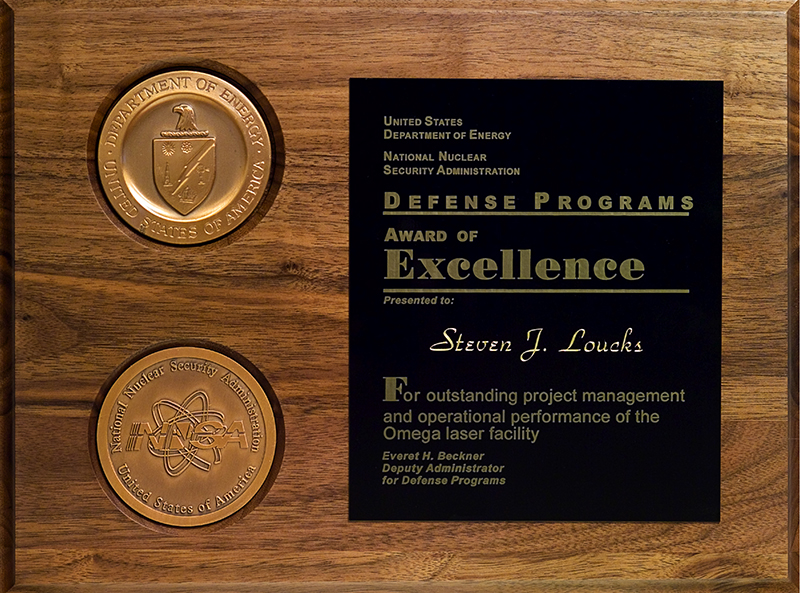 · DEPARTMENT OF ENERGY ·
UNITED STATES OF AMERICA
National Nuclear Security Administration
NNSA
United States of America
UNITED STATES
DEPARTMENT OF ENERGY
NATIONAL NUCLEAR
SECURITY ADMINISTRATION
DEFENSE PROGRAMS
AWARD OF
Excellence
Presented to:
Steven J. Loucks
For outstanding project management
and operational performance of the
Omega laser facility
Everet H. Beckner
Deputy Administrator
for Defense Programs